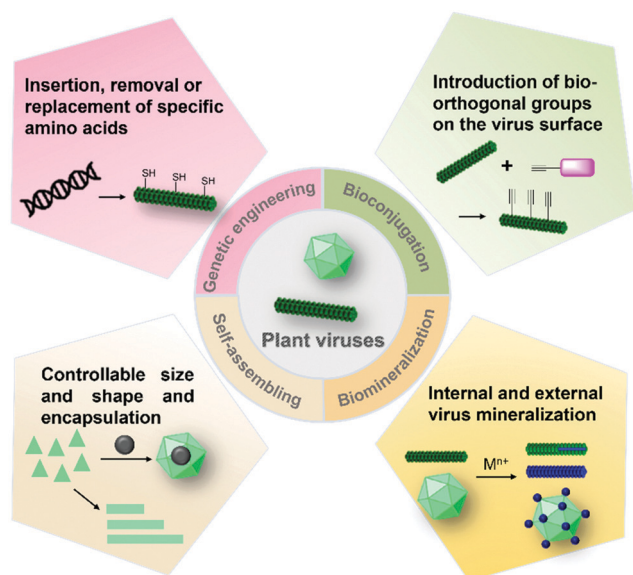 Insertion, removal or
replacement of specific
amino acids
SH
SH
SH
Introduction of bio-
orthogonal groups
on the virus surface
+
Genetic engineering
Bioconjugation
Plant viruses
Self-assembling
Biomineralization
Controllable size
and shape and
encapsulation
Internal and external
virus mineralization
Mⁿ⁺